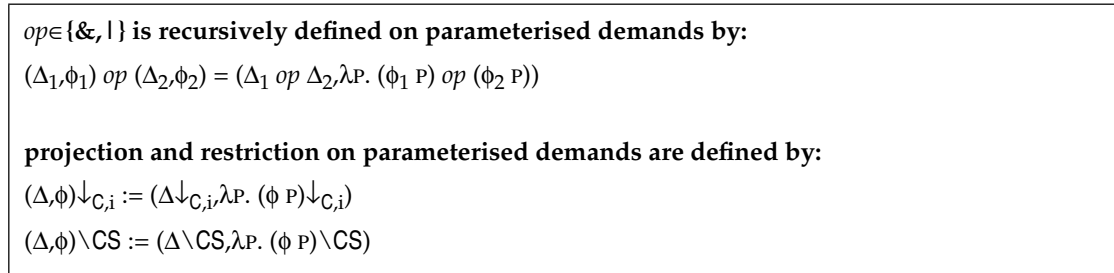 op∈{&,|} is recursively defined on parameterised demands by:
(Δ₁,ϕ₁) op (Δ₂,ϕ₂) = (Δ₁ op Δ₂,λP. (ϕ₁ P) op (ϕ₂ P))
projection and restriction on parameterised demands are defined by:
(Δ,ϕ)↓C,i := (Δ↓C,i,λP. (ϕ P)↓C,i)
(Δ,ϕ)\CS := (Δ\CS,λP. (ϕ P)\CS)